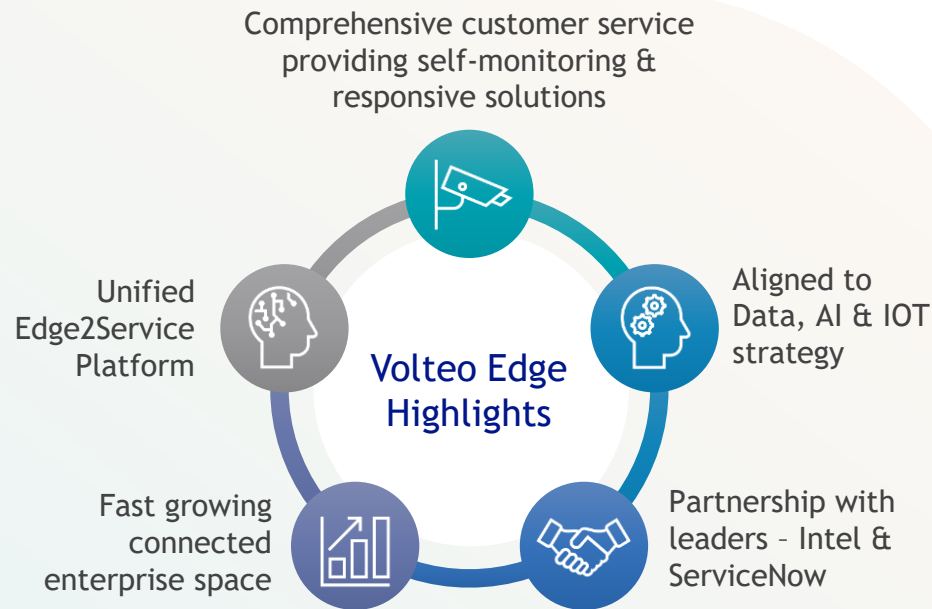 Comprehensive customer service
providing self-monitoring &
responsive solutions
Aligned to
Data, AI & IOT
strategy
Partnership with
leaders – Intel &
ServiceNow
Fast growing
connected
enterprise space
Unified
Edge2Service
Platform
Volteo Edge
Highlights